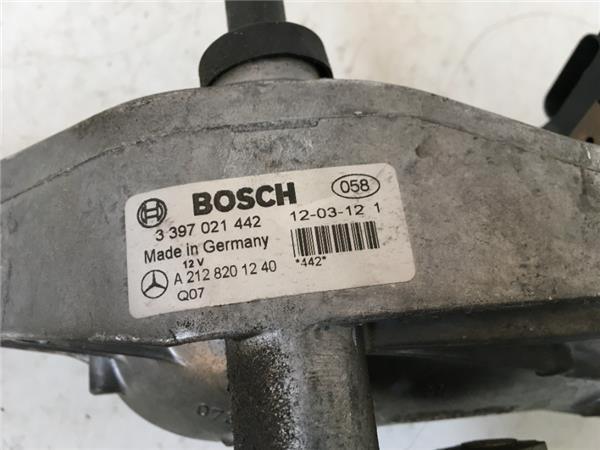 BOSCH 058
3 397 021 442 12-03-12 1
Made in Germany
12 V
A 212 820 12 40 *442*
Q07